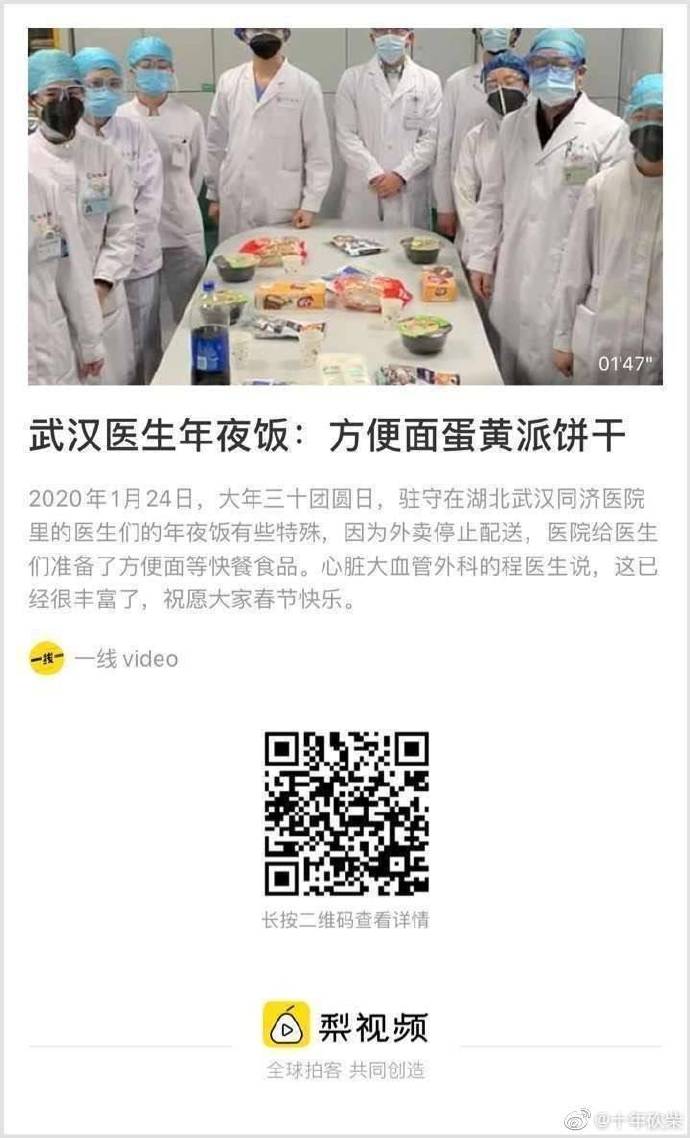 01'47"
武汉医生年夜饭：方便面蛋黄派饼干
2020年1月24日，大年三十团圆日，驻守在湖北武汉同济医院
里的医生们的年夜饭有些特殊，因为外卖停止配送，医院给医生
们准备了方便面等快餐食品。心脏大血管外科的程医生说，这已
经很丰富了，祝愿大家春节快乐。
一线 一线video
长按二维码查看详情
梨视频
全球拍客 共同创造
@十年砍柴